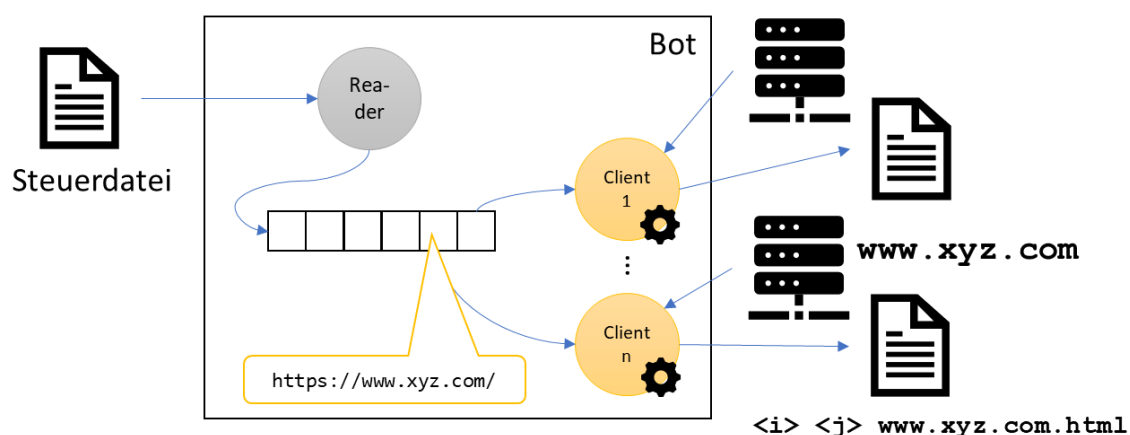 Bot
Rea-
der
Steuerdatei
Client
1
⋮
www.xyz.com
Client
n
https://www.xyz.com/
<i> <j> www.xyz.com.html